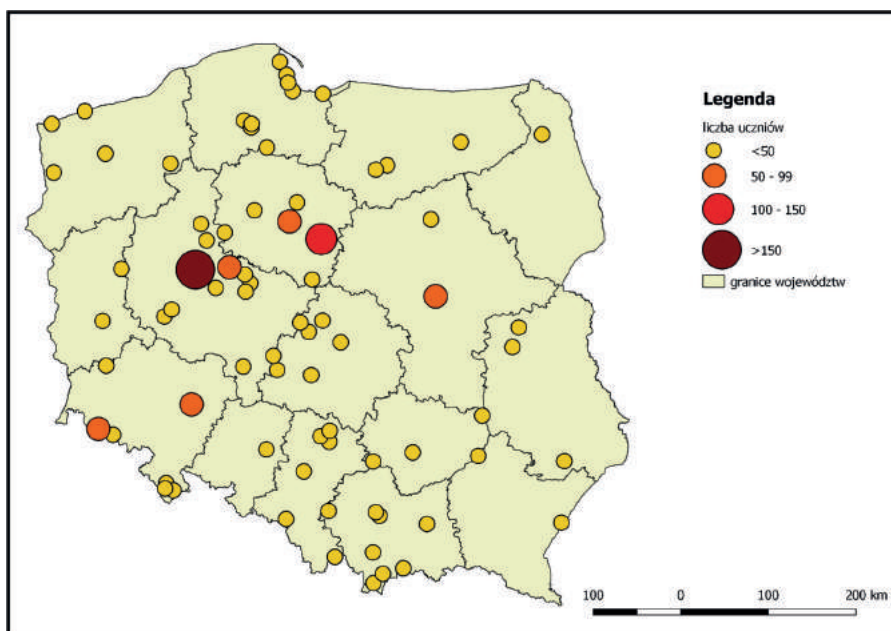 Legenda
liczba uczniów
<50
50 - 99
100 - 150
>150
granice województw
100 0 100 200 km